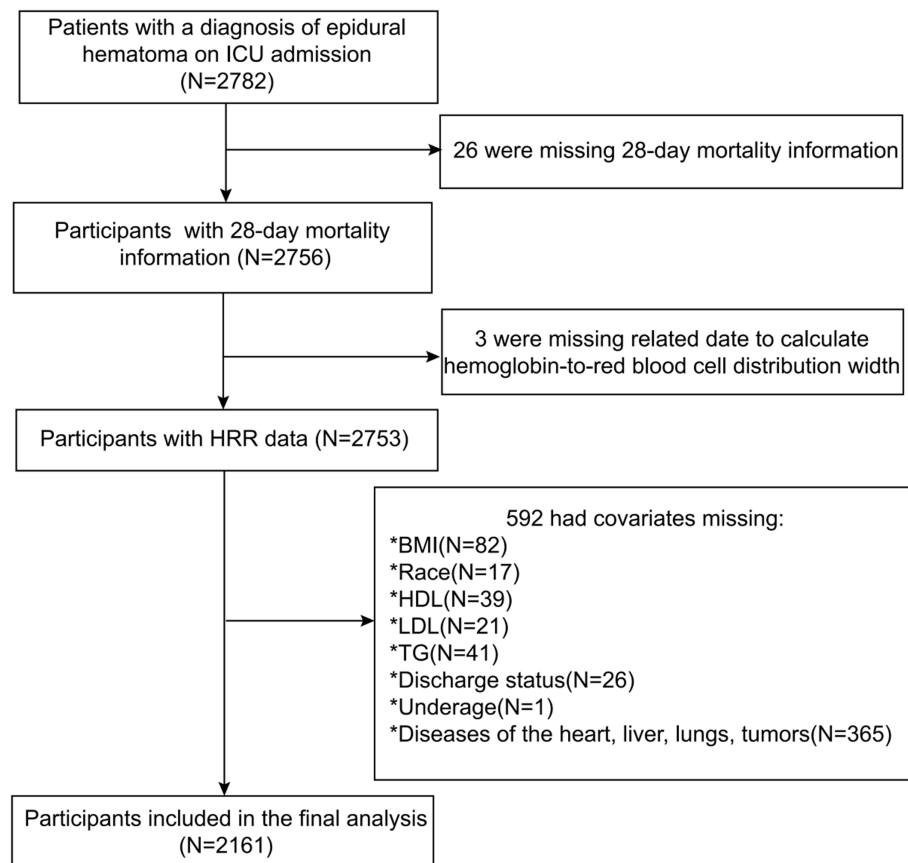 Patients with a diagnosis of epidural
hematoma on ICU admission
(N=2782)
26 were missing 28-day mortality information
Participants with 28-day mortality
information (N=2756)
3 were missing related date to calculate
hemoglobin-to-red blood cell distribution width
Participants with HRR data (N=2753)
592 had covariates missing:
*BMI(N=82)
*Race(N=17)
*HDL(N=39)
*LDL(N=21)
*TG(N=41)
*Discharge status(N=26)
*Underage(N=1)
*Diseases of the heart, liver, lungs, tumors(N=365)
Participants included in the final analysis
(N=2161)